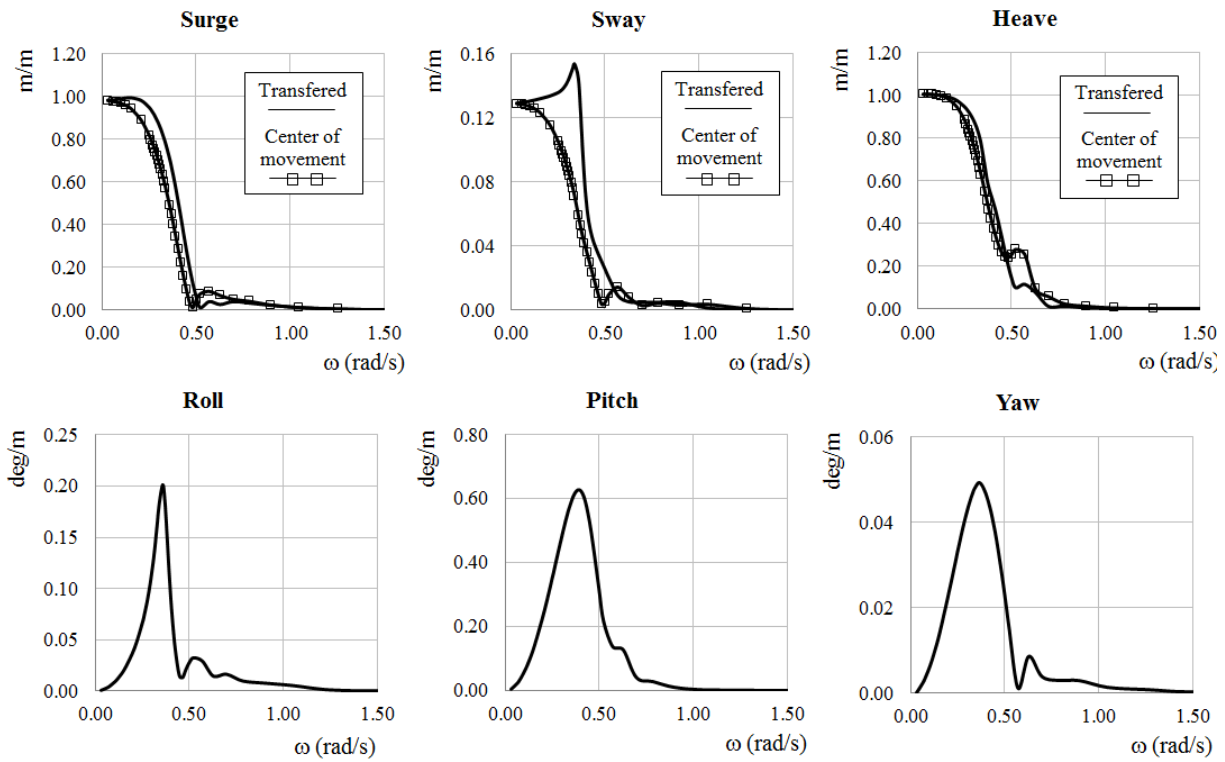 Surge
m/m
1.20
1.00
0.80
0.60
0.40
0.20
0.00
0.00 0.50 1.00 1.50
ω (rad/s)
Transfered
Center of
movement
Sway
m/m
0.16
0.12
0.08
0.04
0.00
0.00 0.50 1.00 1.50
ω (rad/s)
Transfered
Center of
movement
Heave
m/m
1.20
1.00
0.80
0.60
0.40
0.20
0.00
0.00 0.50 1.00 1.50
ω (rad/s)
Transfered
Center of
movement
Roll
deg/m
0.25
0.20
0.15
0.10
0.05
0.00
0.00 0.50 1.00 1.50
ω (rad/s)
Pitch
deg/m
0.80
0.60
0.40
0.20
0.00
0.00 0.50 1.00 1.50
ω (rad/s)
Yaw
deg/m
0.06
0.04
0.02
0.00
0.00 0.50 1.00 1.50
ω (rad/s)